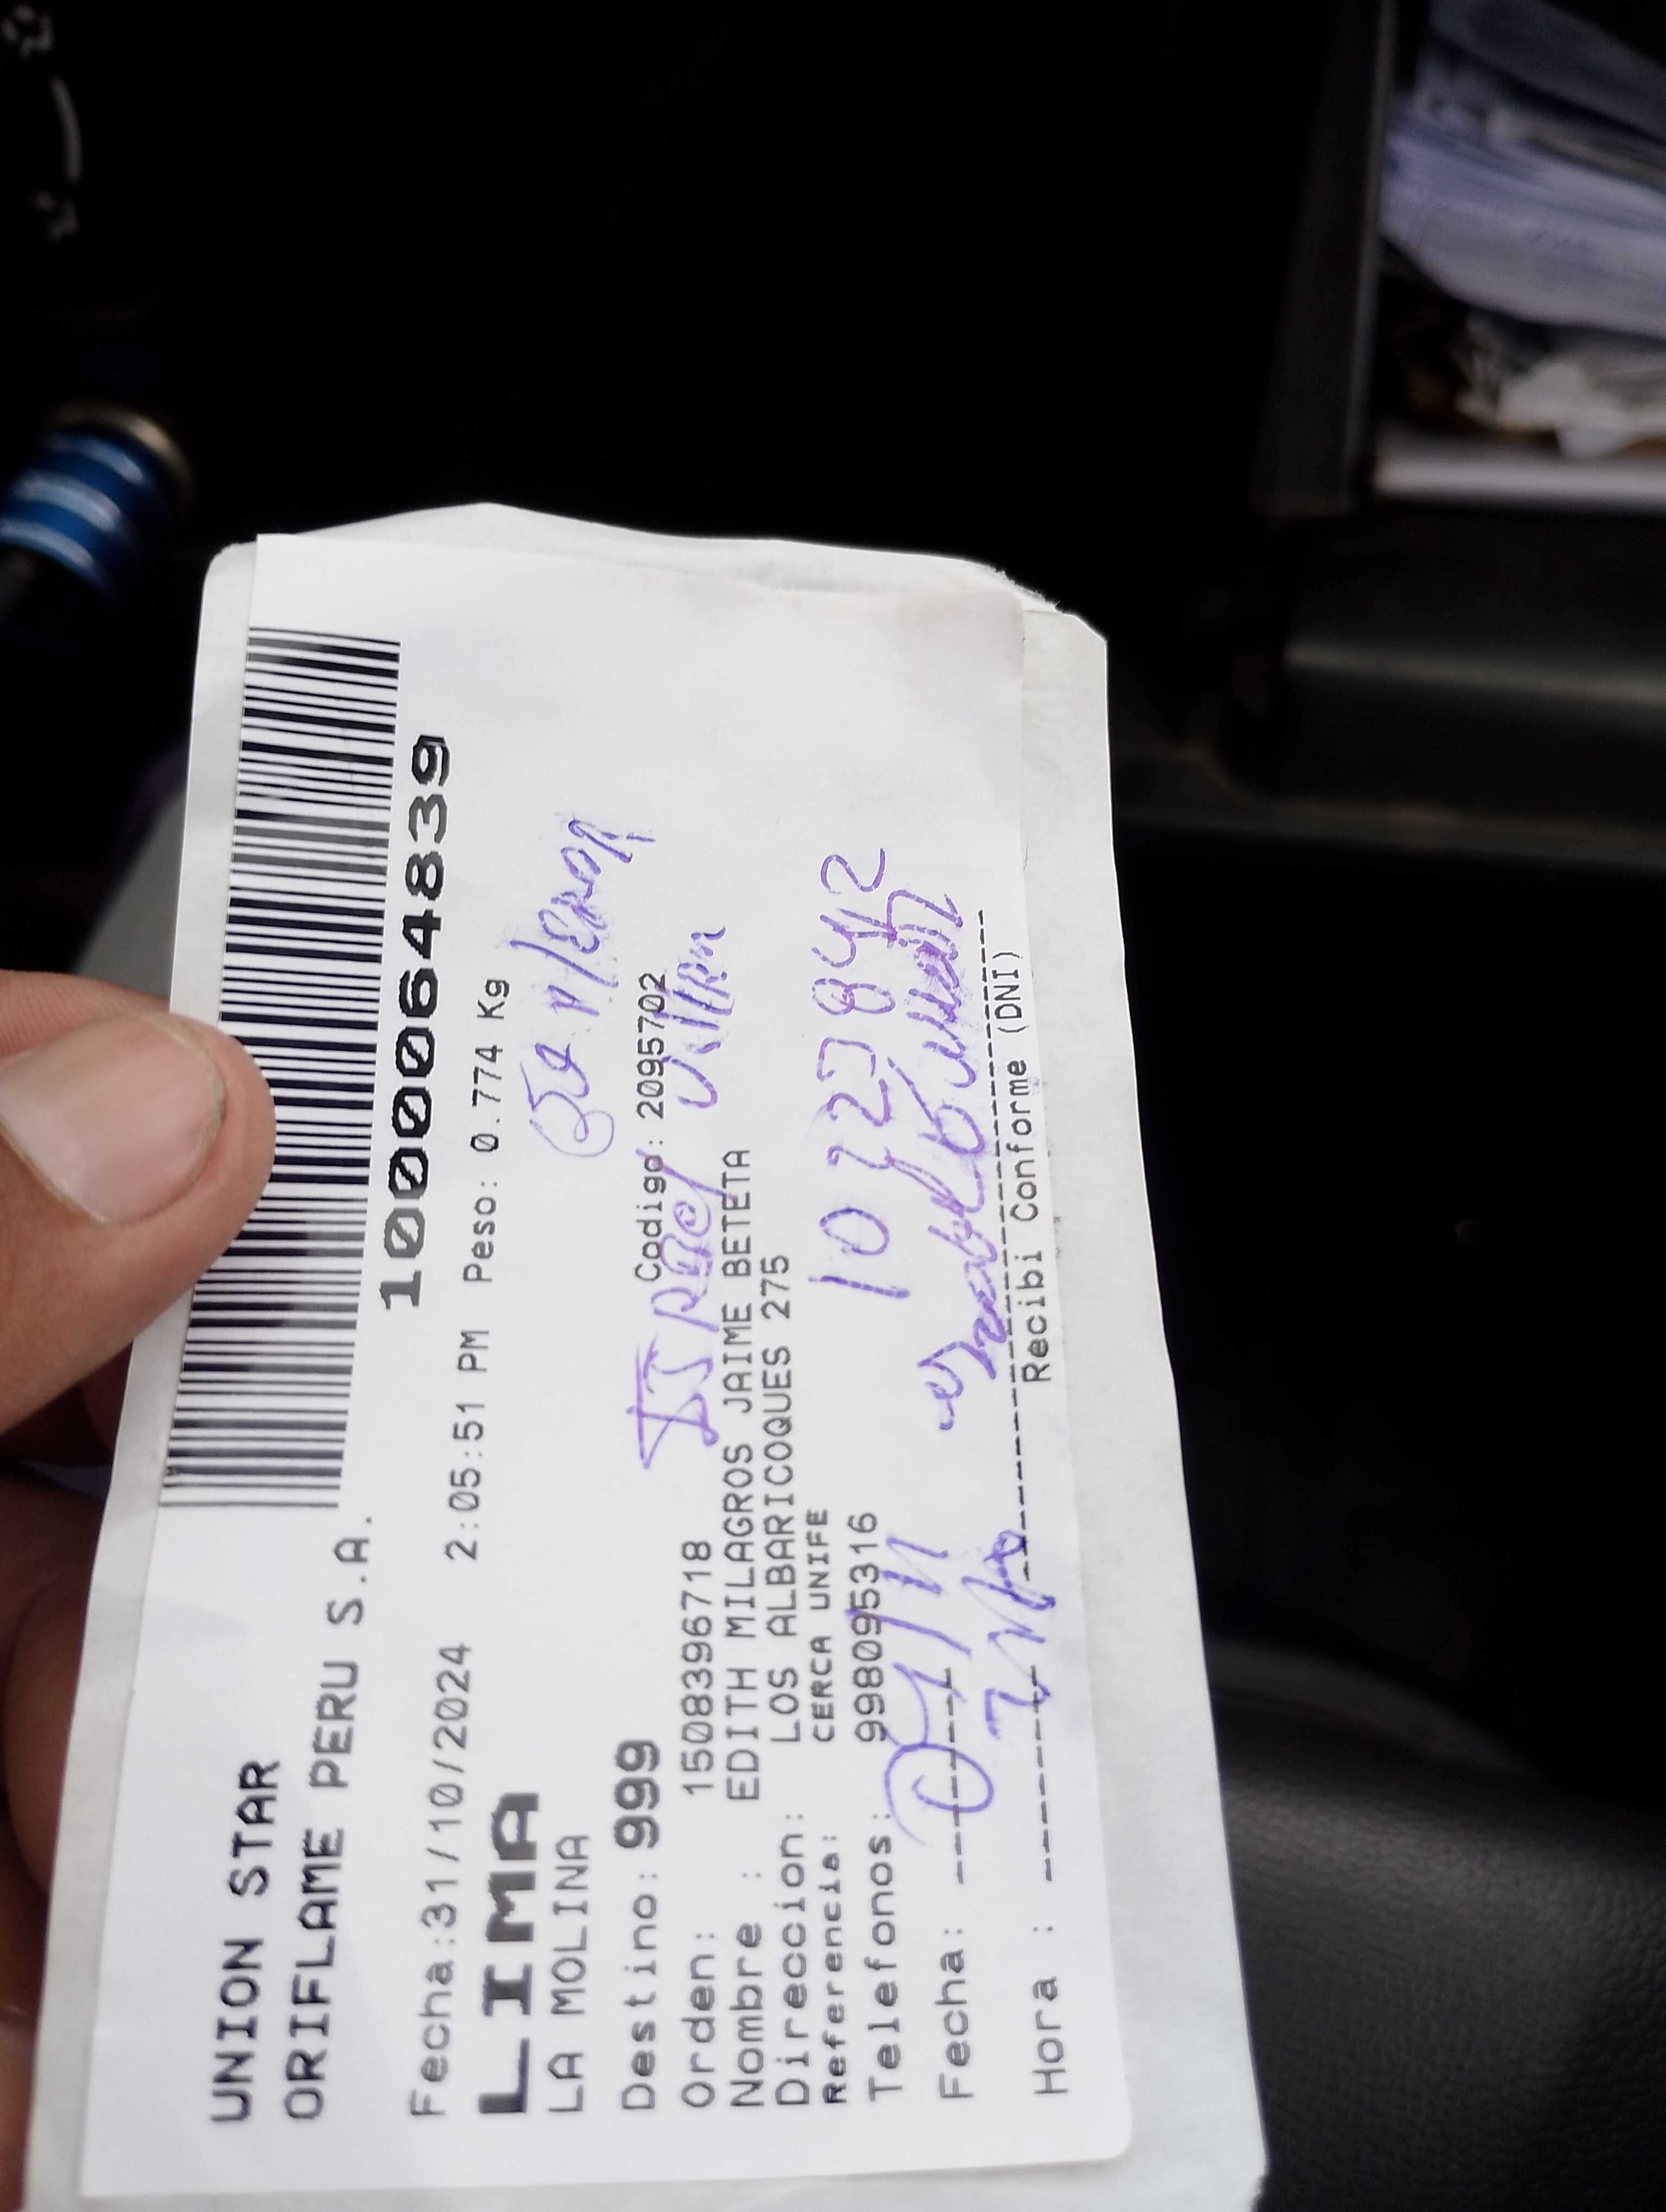 UNION STAR
ORIFLAME PERU S.A.
1000064839
Fecha:31/10/2024 2:05:51 PM Peso: 0.774 Kg
LIMA
LA MOLINA
Destino: 999 Codigo: 2095702
Orden: 15083396718
Nombre : EDITH MILAGROS JAIME BETETA
Direccion: LOS ALBARICOQUES 275
Referencia: CERCA UNIFE
Telefonos: 998095316
Fecha:
Hora :
Recibi Conforme (DNI)